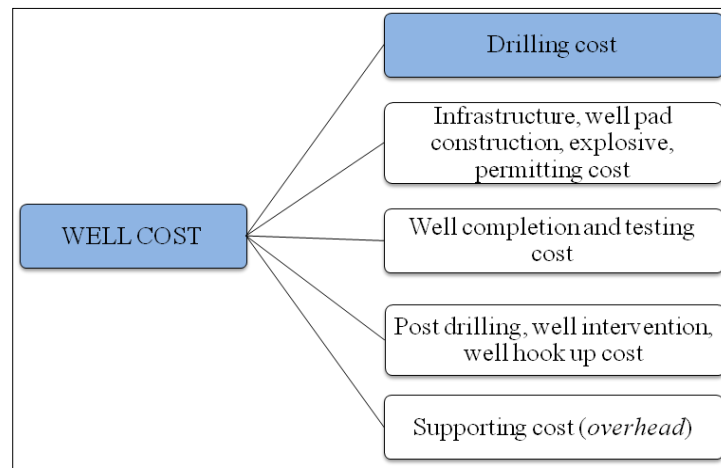 Drilling cost
Infrastructure, well pad
construction, explosive,
permitting cost
WELL COST
Well completion and testing
cost
Post drilling, well intervention,
well hook up cost
Supporting cost (overhead)